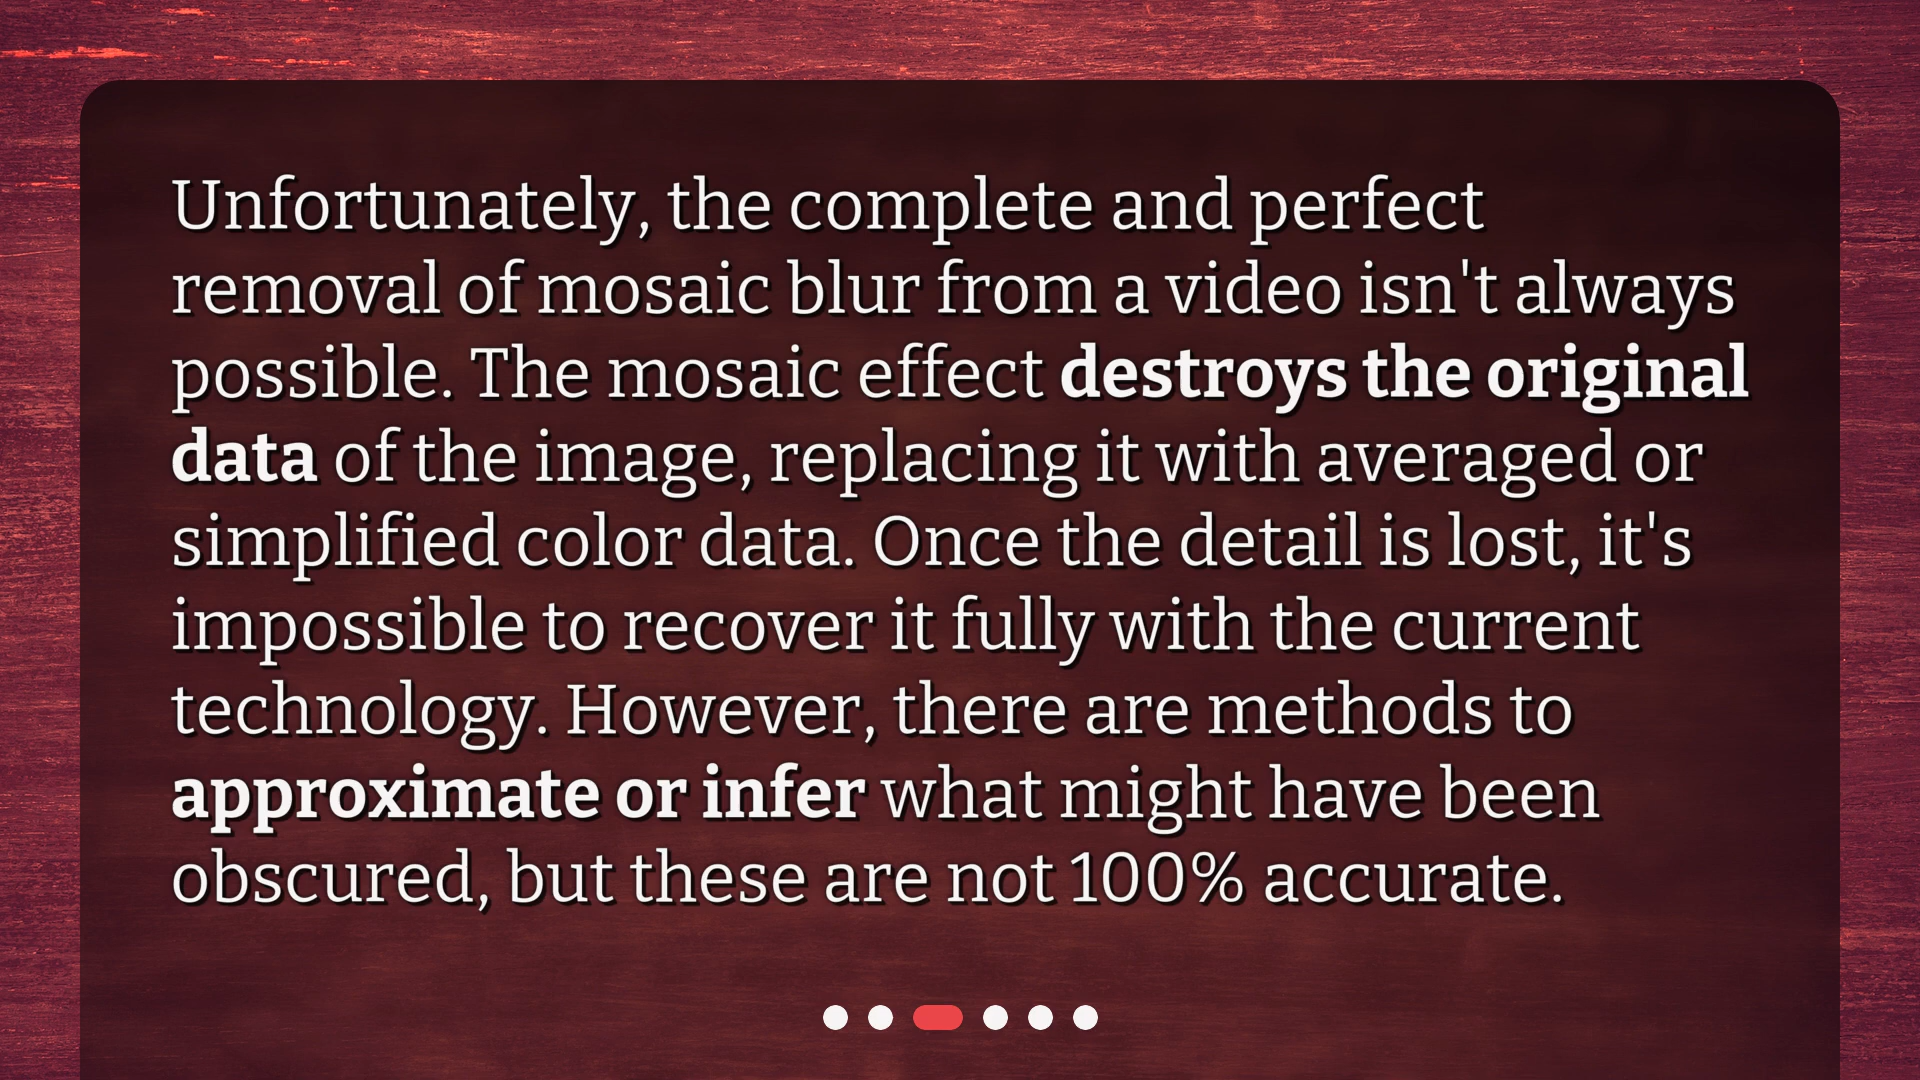 Unfortunately, the complete and perfect
removal of mosaic blur from a video isn't always
possible. The mosaic effect destroys the original
data of the image, replacing it with averaged or
simplified color data. Once the detail is lost, it's
impossible to recover it fully with the current
technology. However, there are methods to
approximate or infer what might have been
obscured, but these are not 100% accurate.